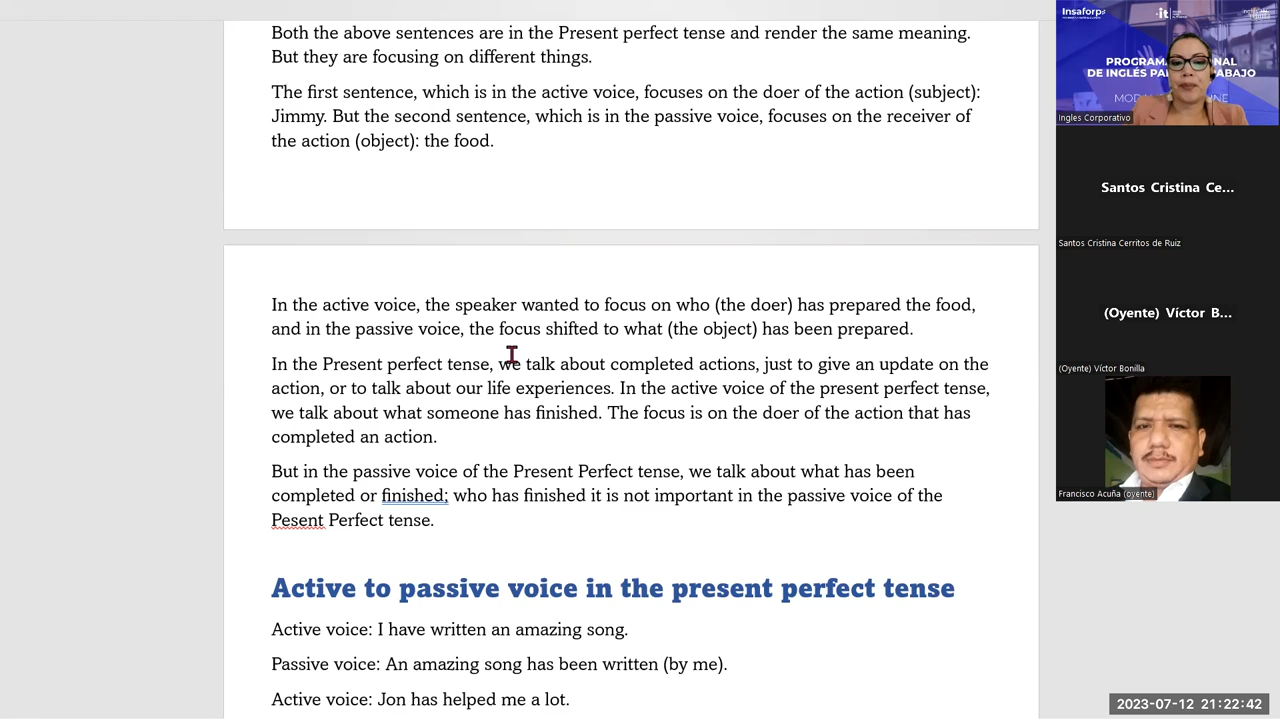 Both the above sentences are in the Present perfect tense and render the same meaning.
But they are focusing on different things.
The first sentence, which is in the active voice, focuses on the doer of the action (subject):
Jimmy. But the second sentence, which is in the passive voice, focuses on the receiver of
the action (object): the food.
In the active voice, the speaker wanted to focus on who (the doer) has prepared the food,
and in the passive voice, the focus shifted to what (the object) has been prepared.
In the Present perfect tense, we talk about completed actions, just to give an update on the
action, or to talk about our life experiences. In the active voice of the present perfect tense,
we talk about what someone has finished. The focus is on the doer of the action that has
completed an action.
But in the passive voice of the Present Perfect tense, we talk about what has been
completed or finished; who has finished it is not important in the passive voice of the
Pesent Perfect tense.
Active to passive voice in the present perfect tense
Active voice: I have written an amazing song.
Passive voice: An amazing song has been written (by me).
Active voice: Jon has helped me a lot.
Insaforp
it
PROGRAMA NAL
DE INGLÉS PA ABAJO
MOD NE
Ingles Corporativo
Santos Cristina Ce...
Santos Cristina Cerritos de Ruiz
(Oyente) Víctor B...
(Oyente) Víctor Bonilla
Francisco Acuña (oyente)
2023-07-12 21:22:42